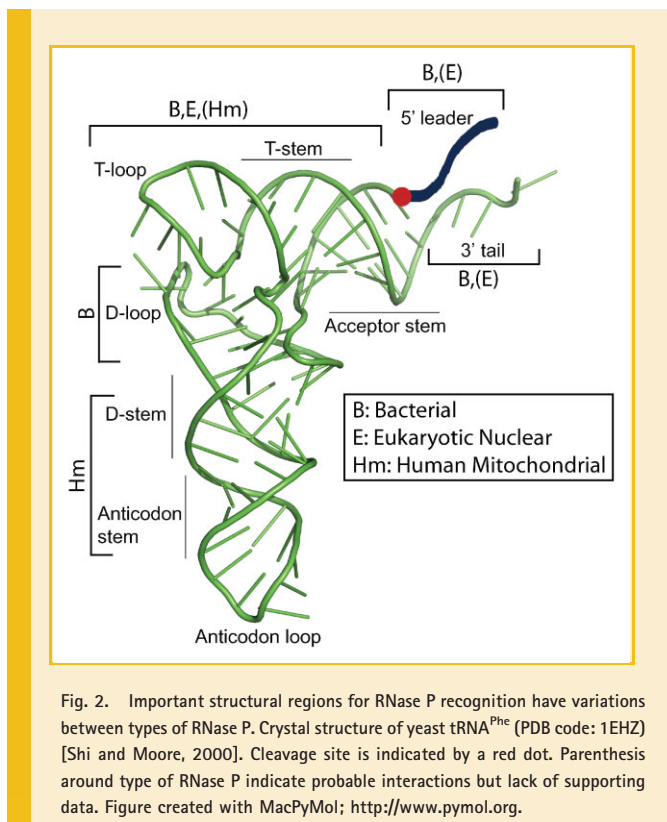 B,(E)
B,E,(Hm)
5' leader
T-stem
T-loop
3' tail
B,(E)
B
D-loop
Acceptor stem
D-stem
B: Bacterial
E: Eukaryotic Nuclear
Hm: Human Mitochondrial
Hm
Anticodon
stem
Anticodon loop
Fig. 2. Important structural regions for RNase P recognition have variations
between types of RNase P. Crystal structure of yeast tRNAPhe (PDB code: 1EHZ)
[Shi and Moore, 2000]. Cleavage site is indicated by a red dot. Parenthesis
around type of RNase P indicate probable interactions but lack of supporting
data. Figure created with MacPyMol; http://www.pymol.org.